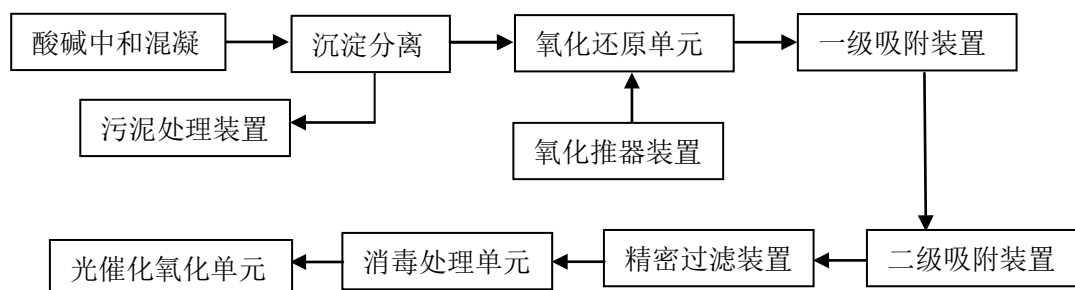 酸碱中和混凝
沉淀分离
氧化还原单元
一级吸附装置
污泥处理装置
氧化推器装置
光催化氧化单元
消毒处理单元
精密过滤装置
二级吸附装置